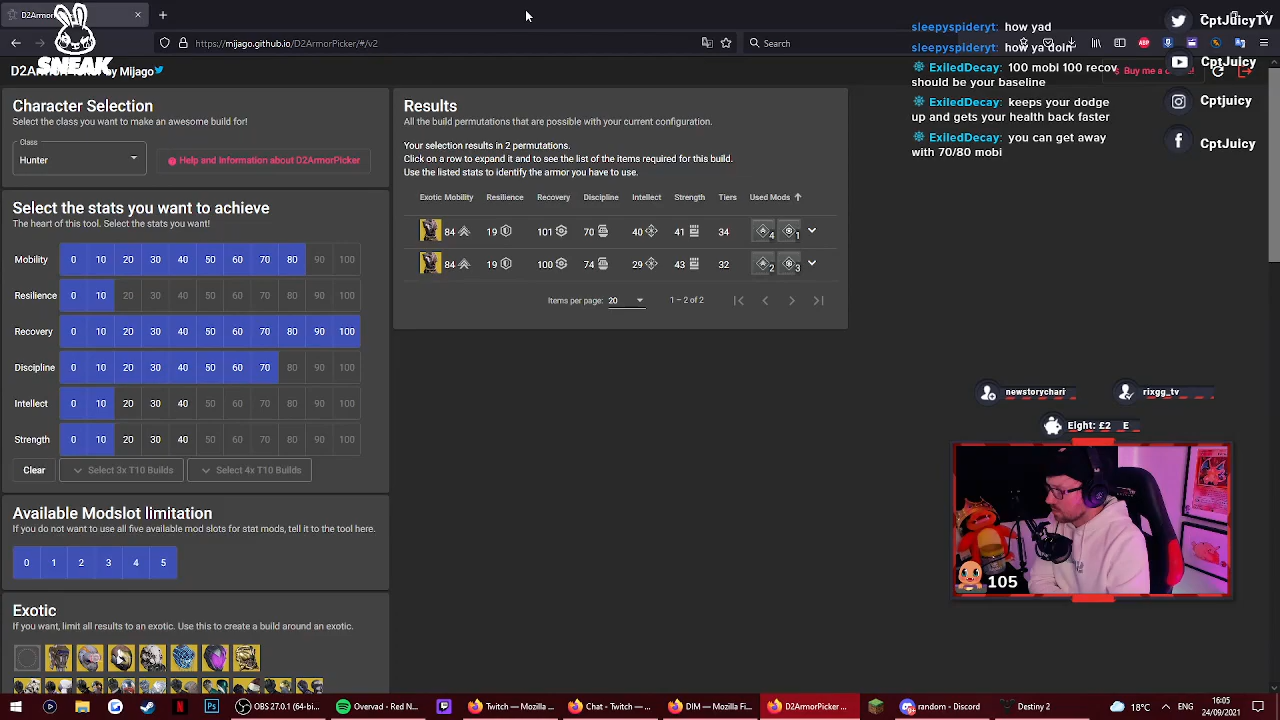 D2Arm
https://mijago.github.io/D2ArmorPicker/#/v2
Search
SNEAK
D2A
y Mijago
Buy me a c
Character Selection
Select the class you want to make an awesome build for!
Class
Hunter
Help and Information about D2ArmorPicker
Select the stats you want to achieve
The heart of this tool. Select the stats you want!
Mobility 0 10 20 30 40 50 60 70 80 90 100
Resilience 0 10 20 30 40 50 60 70 80 90 100
Recovery 0 10 20 30 40 50 60 70 80 90 100
Discipline 0 10 20 30 40 50 60 70 80 90 100
Intellect 0 10 20 30 40 50 60 70 80 90 100
Strength 0 10 20 30 40 50 60 70 80 90 100
Clear Select 3x T10 Builds Select 4x T10 Builds
Available Modslot limitation
If you do not want to use all five available mod slots for stat mods, tell it to the tool here.
0 1 2 3 4 5
Exotic
If you want, limit all results to an exotic. Use this to create a build around an exotic.
Results
All the build permutations that are possible with your current configuration.
Your selection results in 2 permutations.
Click on a row to expand it and to see the list of the items required for this build.
Use the listed stats to identify the armor you have to use.
Exotic Mobility Resilience Recovery Discipline Intellect Strength Tiers Used Mods
84 19 101 70 40 41 34 4 1
84 19 100 74 29 43 32 2 3
Items per page: 20 1 – 2 of 2
sleepyspideryt: how yad
sleepyspideryt: how ya doin
ExiledDecay: 100 mobi 100 recov
should be your baseline
ExiledDecay: keeps your dodge
up and gets your health back faster
ExiledDecay: you can get away
with 70/80 mobi
CptJuicyTV
CptJuicy
Cptjuicy
CptJuicy
newstorychari
rixgg_tv
Eight: £2 E
105
OBS 27.0.1 (64-bi...
Overvad - Red N...
Twitch — Mozilla ...
Chat - Twitch — ...
DIM — Mozilla Fi...
D2ArmorPicker ...
random - Discord
Destiny 2
18°C
ENG
16:05
24/09/2021